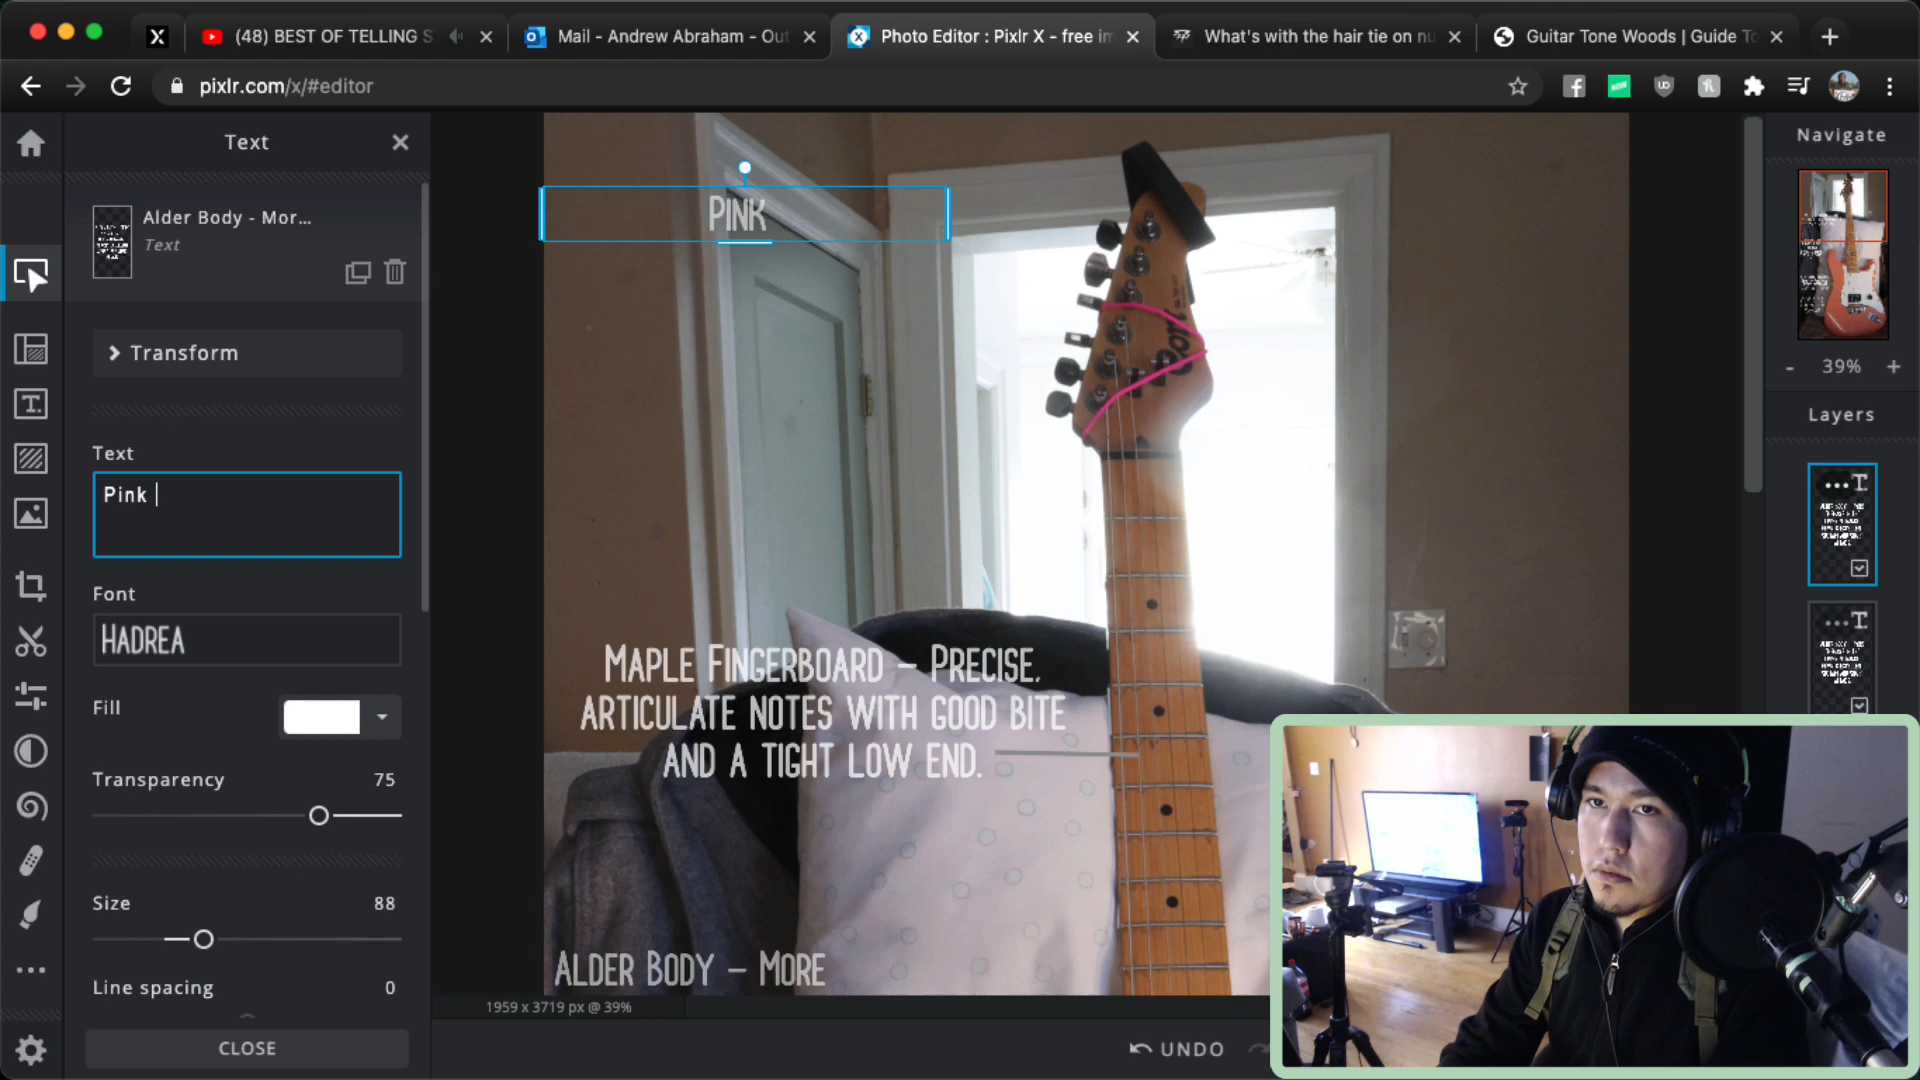 X
(48) BEST OF TELLING S
Mail - Andrew Abraham - Out
Photo Editor : Pixlr X - free im
What's with the hair tie on nu
Guitar Tone Woods | Guide To
pixlr.com/x/#editor
Text
Alder Body - Mor...
Text
Transform
Text
Pink
Font
HADREA
Fill
Transparency 75
Size 88
Line spacing 0
CLOSE
PINK
MAPLE FINGERBOARD – PRECISE,
ARTICULATE NOTES WITH GOOD BITE
AND A TIGHT LOW END.
ALDER BODY – MORE
1959 x 3719 px @ 39%
UNDO
Navigate
- 39% +
Layers